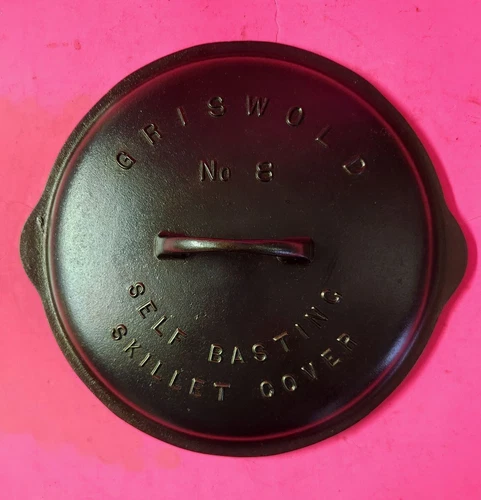 GRISWOLD
No 8
SELF BASTING
SKILLET COVER